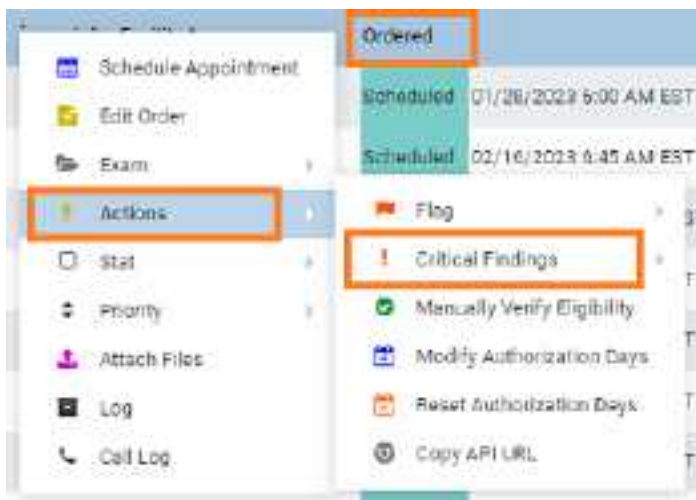 Ordered
Schedule Appointment
Scheduled 01/26/2023 6:00 AM EST
Edit Order
Scheduled 02/16/2023 6:45 AM EST
Exam
Actions
Flag
Stat
Critical Findings
Priority
Manually Verify Eligibility
Attach Files
Modify Authorization Days
Log
Reset Authorization Days
Call Log
Copy API URL